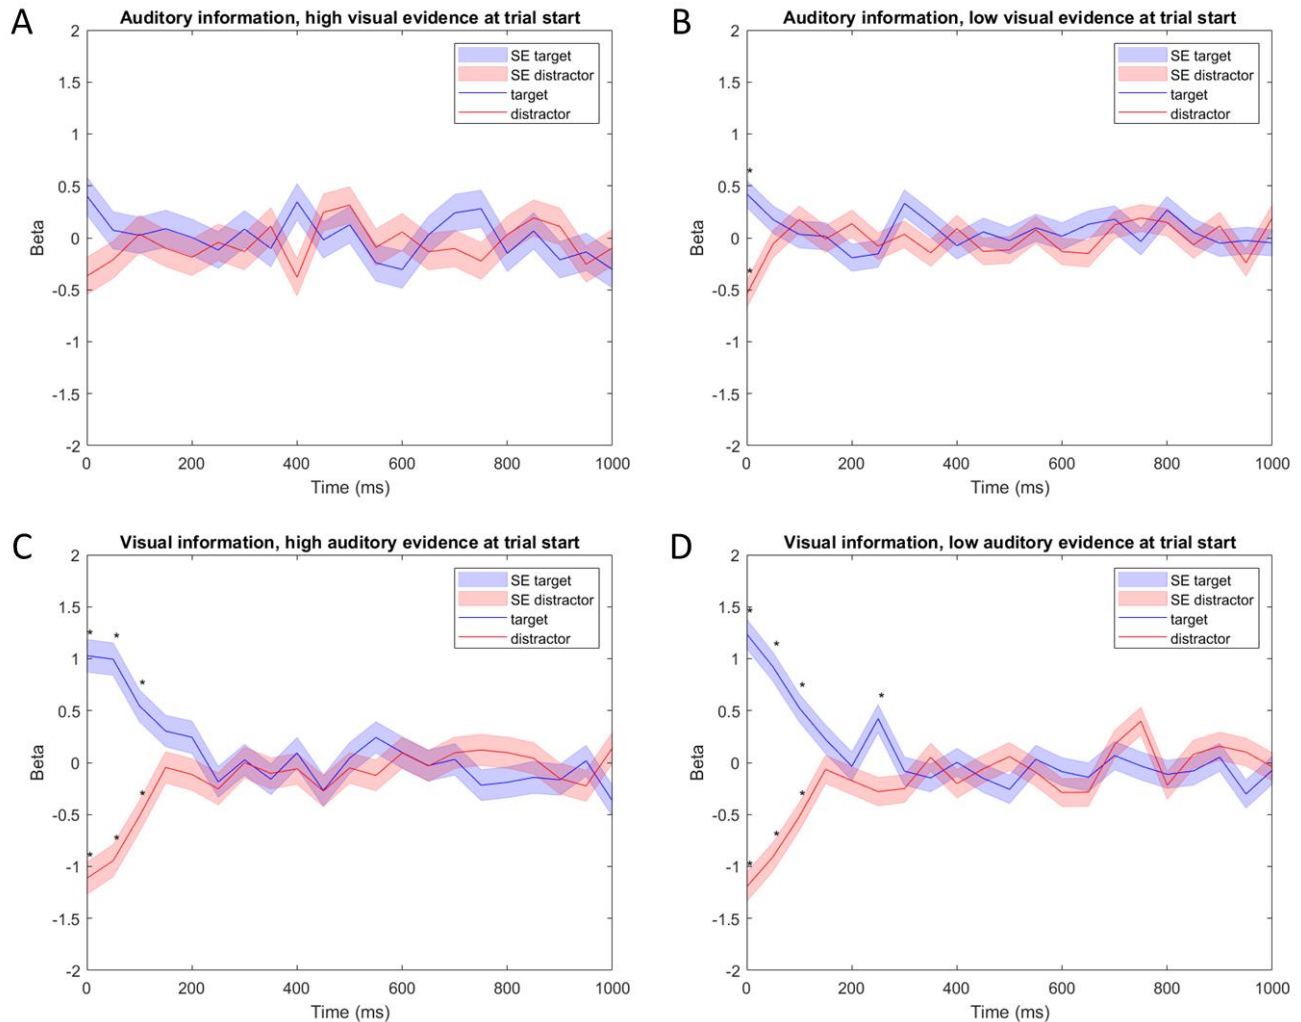 A
Auditory information, high visual evidence at trial start
SE target
SE distractor
target
distractor
2
1.5
1
0.5
0
-0.5
-1
-1.5
-2
Beta
*
0 200 400 600 800 1000
Time (ms)
B
Auditory information, low visual evidence at trial start
SE target
SE distractor
target
distractor
2
1.5
1
0.5
0
-0.5
-1
-1.5
-2
Beta
*
*
0 200 400 600 800 1000
Time (ms)
C
Visual information, high auditory evidence at trial start
SE target
SE distractor
target
distractor
2
1.5
1
0.5
0
-0.5
-1
-1.5
-2
Beta
* * *
* * *
0 200 400 600 800 1000
Time (ms)
D
Visual information, low auditory evidence at trial start
SE target
SE distractor
target
distractor
2
1.5
1
0.5
0
-0.5
-1
-1.5
-2
Beta
* * * *
* * *
0 200 400 600 800 1000
Time (ms)